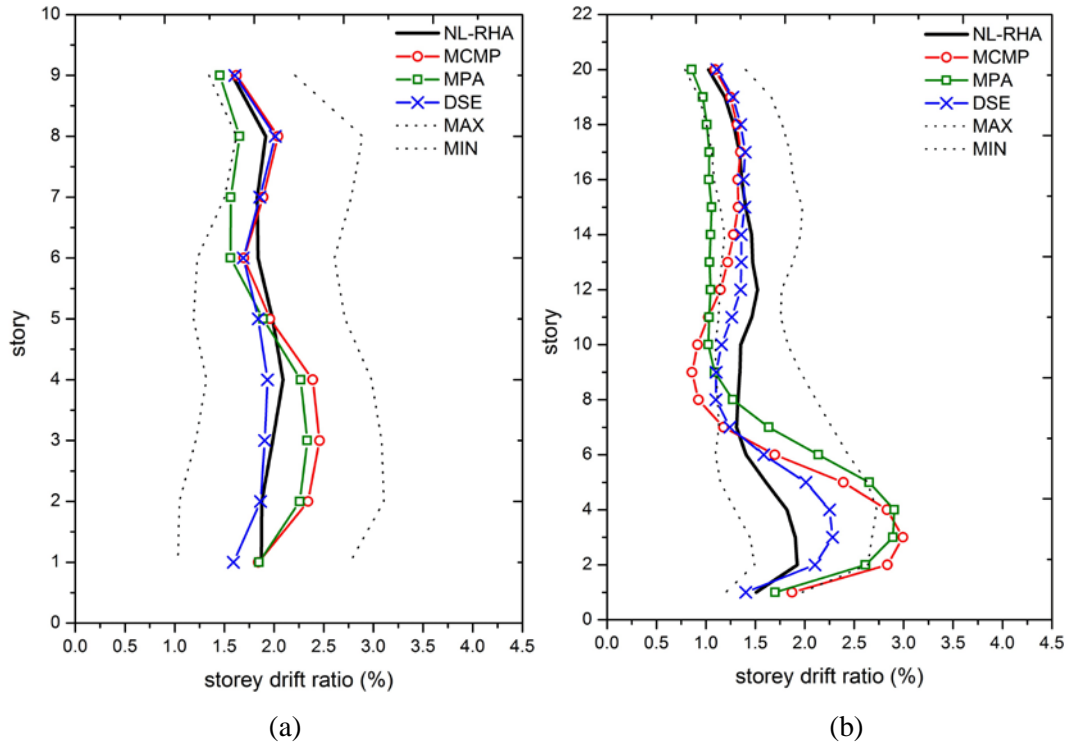 10
9
8
7
6
5
4
3
2
1
0
story
0.0 0.5 1.0 1.5 2.0 2.5 3.0 3.5 4.0 4.5
storey drift ratio (%)
NL-RHA
MCMP
MPA
DSE
MAX
MIN
(a)
22
20
18
16
14
12
10
8
6
4
2
0
story
0.0 0.5 1.0 1.5 2.0 2.5 3.0 3.5 4.0 4.5
storey drift ratio (%)
NL-RHA
MCMP
MPA
DSE
MAX
MIN
(b)